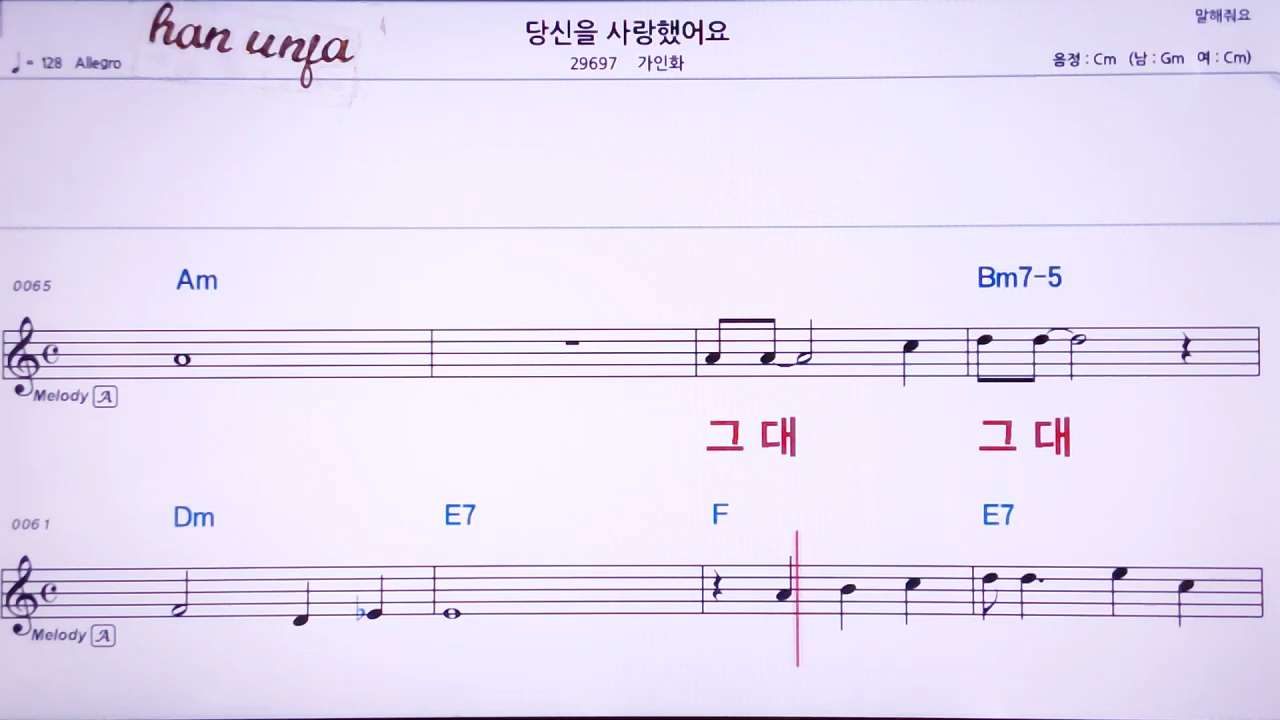 han unja
당신을 사랑했어요
말해줘요
♩= 128 Allegro
29697 가인화
음정 : Cm (남 : Gm 여 : Cm)
0065 Am Bm7-5
Melody A
그 대 그 대
0061 Dm E7 F E7
Melody A